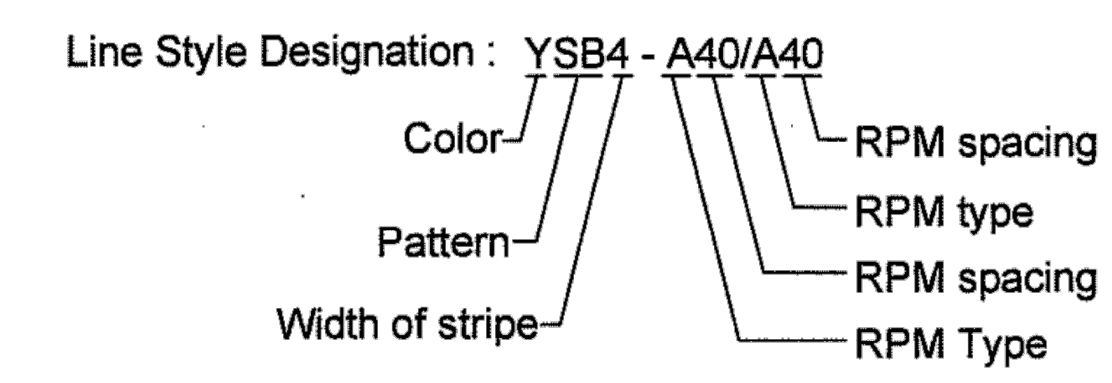 Line Style Designation : YSB4 - A40/A40
Color
RPM spacing
RPM type
Pattern
RPM spacing
Width of stripe
RPM Type